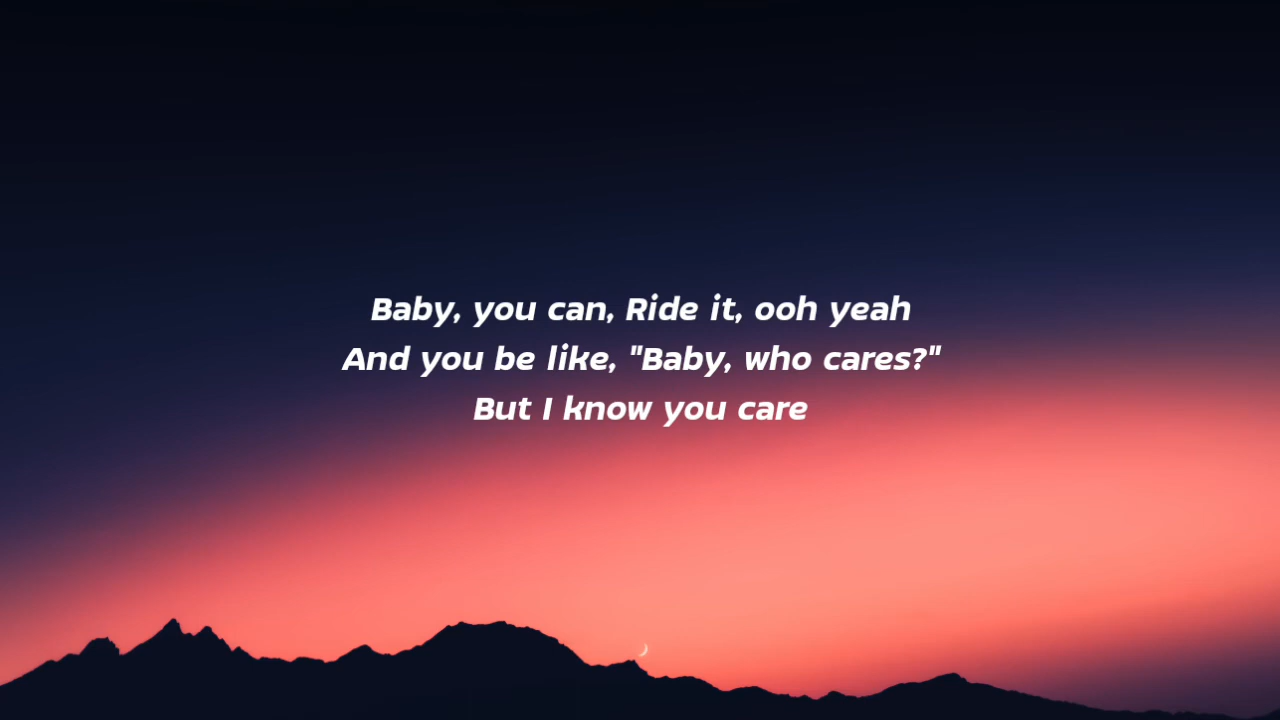 Baby, you can, Ride it, ooh yeah
And you be like, "Baby, who cares?"
But I know you care